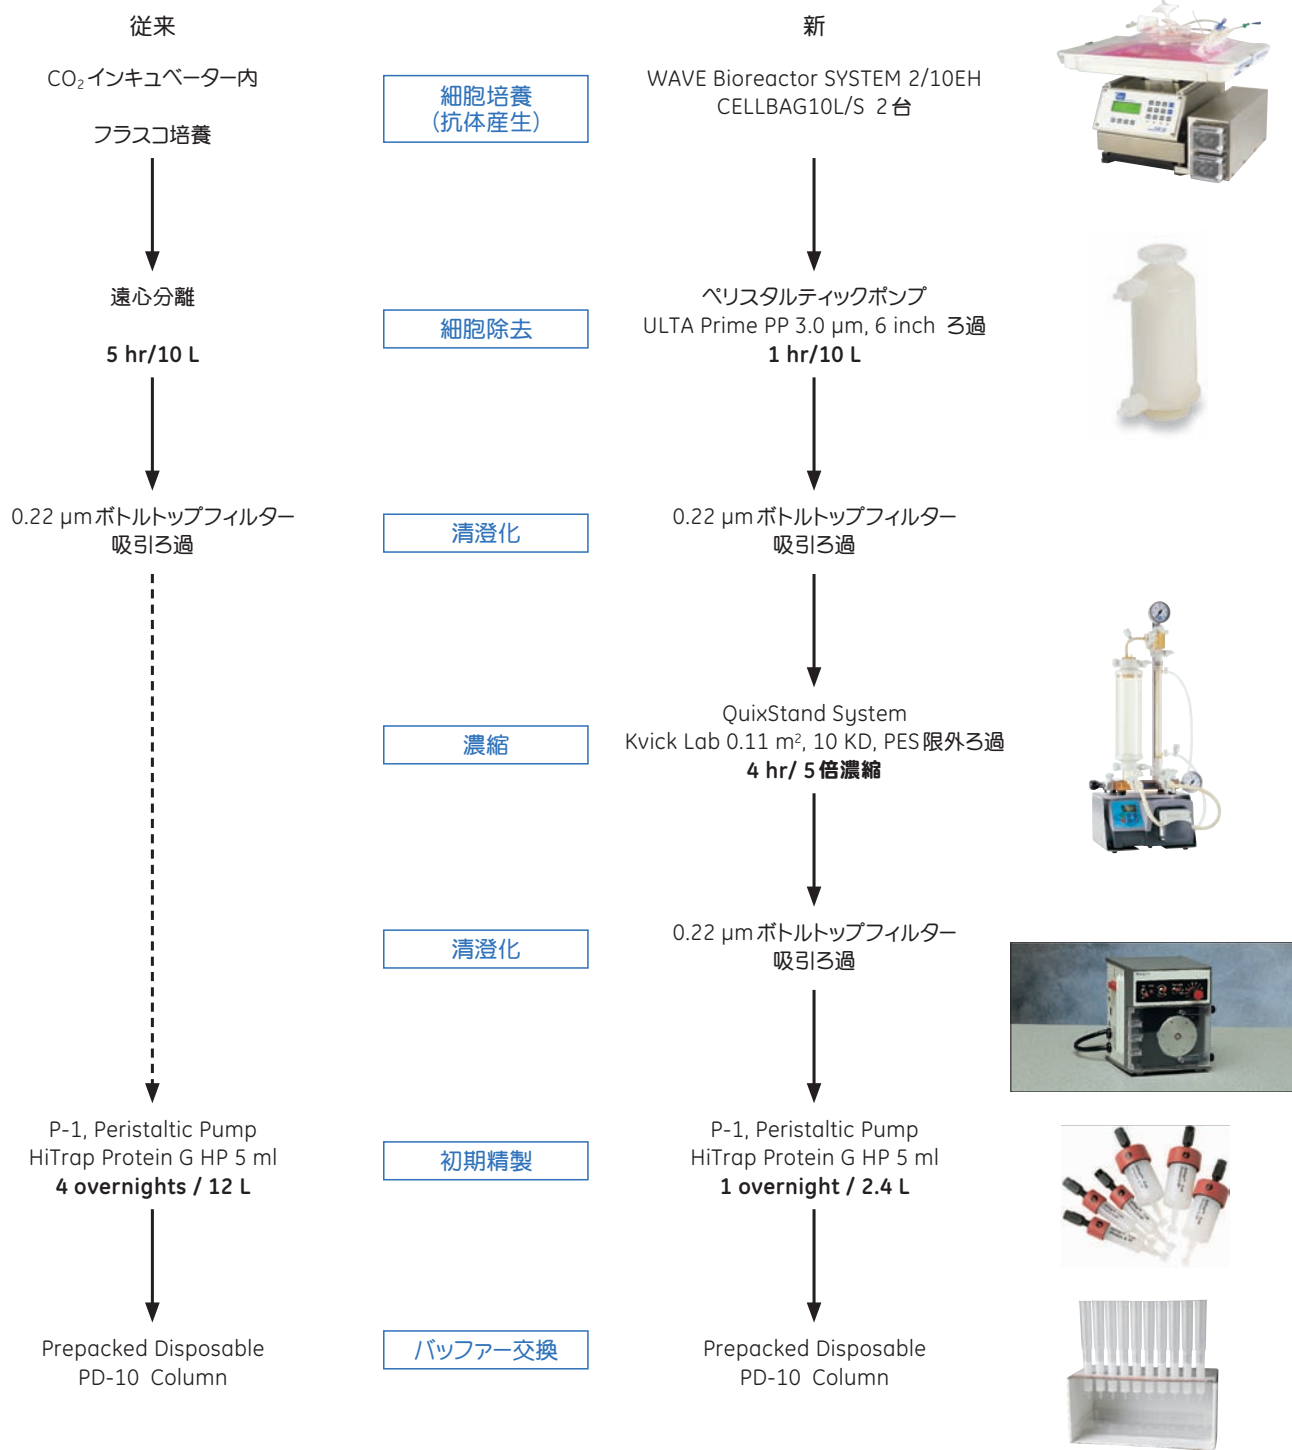 従来
新
CO₂インキュベーター内
フラスコ培養
細胞培養
(抗体産生)
WAVE Bioreactor SYSTEM 2/10EH
CELLBAG10L/S 2台
遠心分離
5 hr/10 L
細胞除去
ペリスタルティックポンプ
ULTA Prime PP 3.0 µm, 6 inch ろ過
1 hr/10 L
0.22 µmボトルトップフィルター
吸引ろ過
清澄化
0.22 µmボトルトップフィルター
吸引ろ過
濃縮
QuixStand System
Kvick Lab 0.11 m², 10 KD, PES限外ろ過
4 hr/ 5倍濃縮
清澄化
0.22 µmボトルトップフィルター
吸引ろ過
P-1, Peristaltic Pump
HiTrap Protein G HP 5 ml
4 overnights / 12 L
初期精製
P-1, Peristaltic Pump
HiTrap Protein G HP 5 ml
1 overnight / 2.4 L
Prepacked Disposable
PD-10 Column
バッファー交換
Prepacked Disposable
PD-10 Column